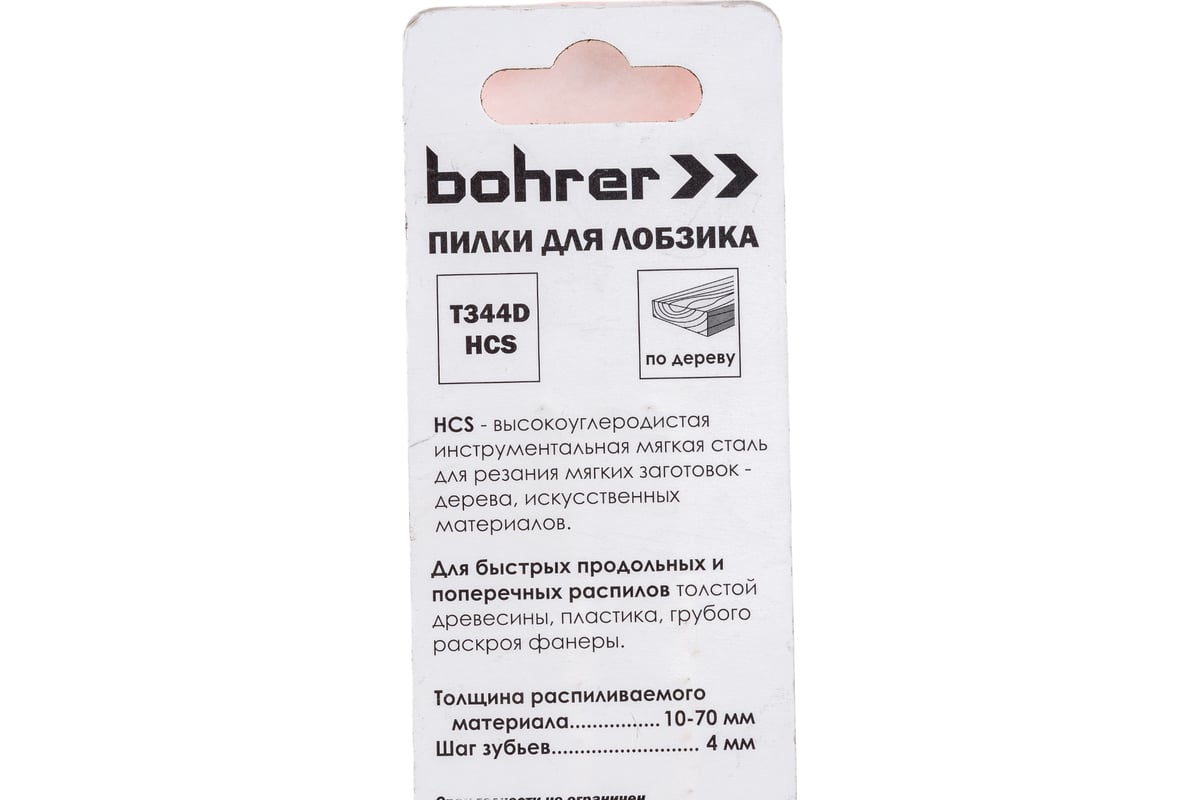 bohrer
ПИЛКИ ДЛЯ ЛОБЗИКА
T344D
HCS
по дереву
HCS - высокоуглеродистая
инструментальная мягкая сталь
для резания мягких заготовок -
дерева, искусственных
материалов.
Для быстрых продольных и
поперечных распилов толстой
древесины, пластика, грубого
раскроя фанеры.
Толщина распиливаемого
материала................ 10-70 мм
Шаг зубьев.......................... 4 мм
не ограничен